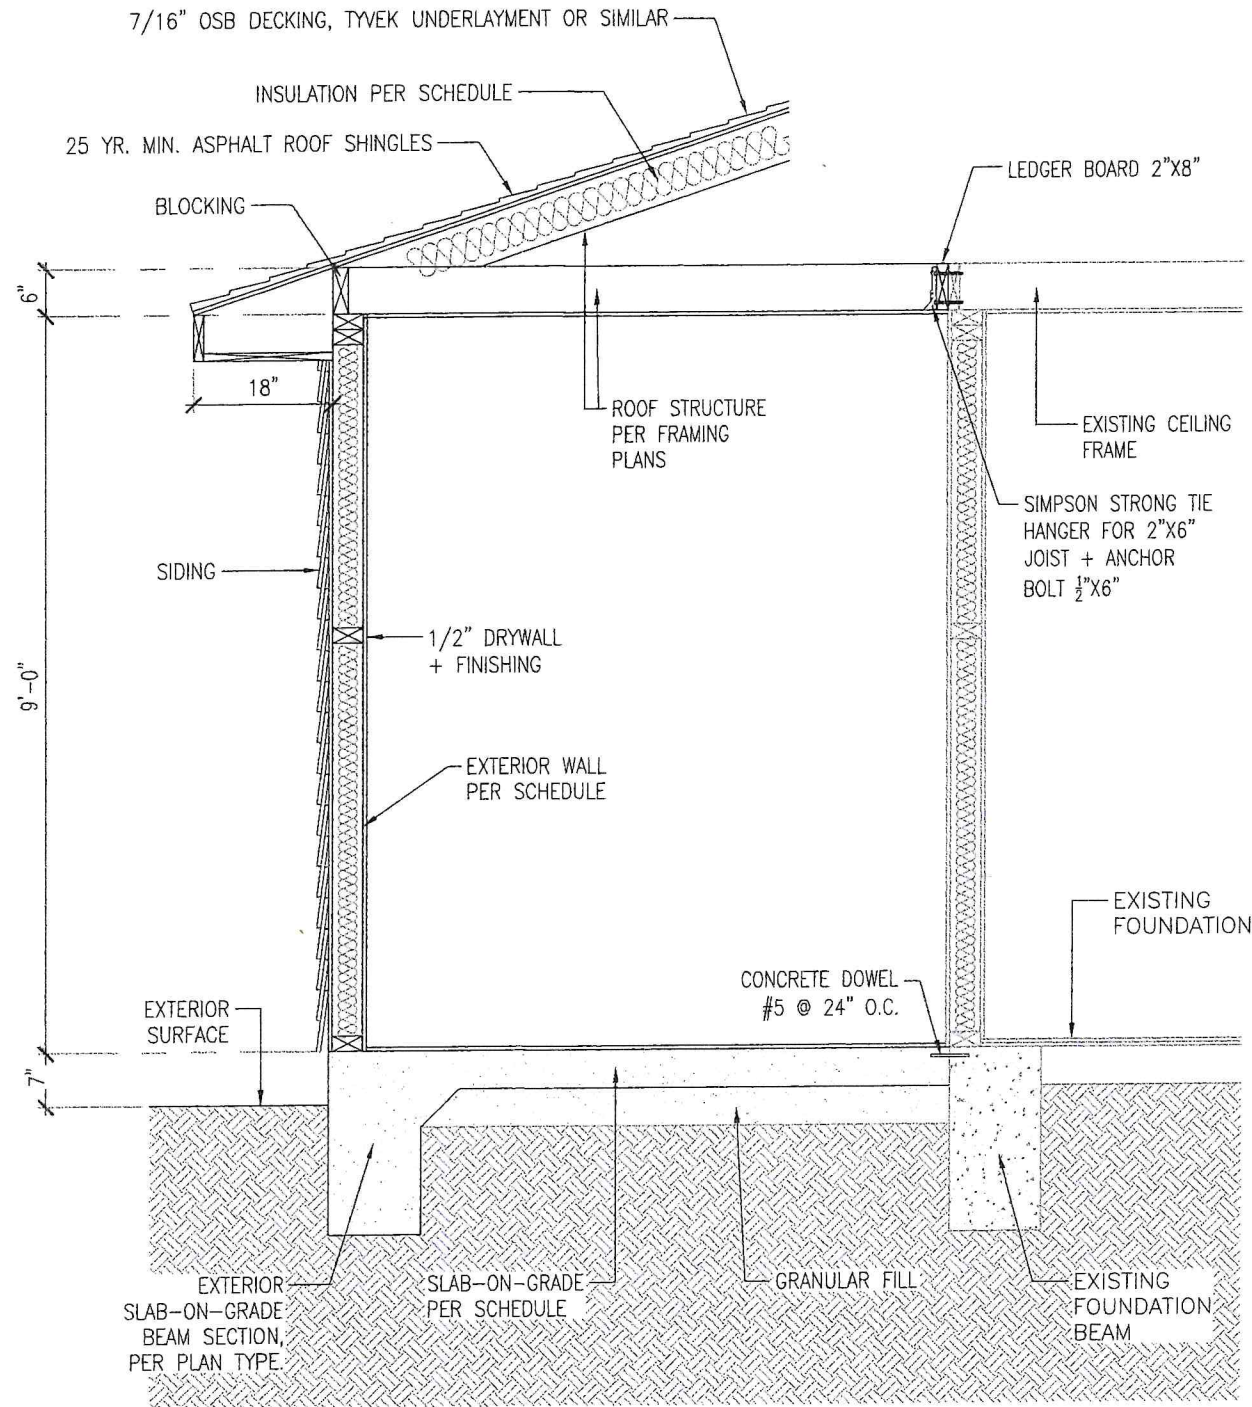 7/16" OSB DECKING, TYVEK UNDERLAYMENT OR SIMILAR
INSULATION PER SCHEDULE
25 YR. MIN. ASPHALT ROOF SHINGLES
LEDGER BOARD 2"X8"
BLOCKING
6"
18"
ROOF STRUCTURE
PER FRAMING
PLANS
EXISTING CEILING
FRAME
SIMPSON STRONG TIE
HANGER FOR 2"X6"
JOIST + ANCHOR
BOLT ½"X6"
SIDING
1/2" DRYWALL
+ FINISHING
9'-0"
EXTERIOR WALL
PER SCHEDULE
EXISTING
FOUNDATION
CONCRETE DOWEL
#5 @ 24" O.C.
EXTERIOR
SURFACE
7"
EXTERIOR
SLAB-ON-GRADE
BEAM SECTION,
PER PLAN TYPE.
SLAB-ON-GRADE
PER SCHEDULE
GRANULAR FILL
EXISTING
FOUNDATION
BEAM